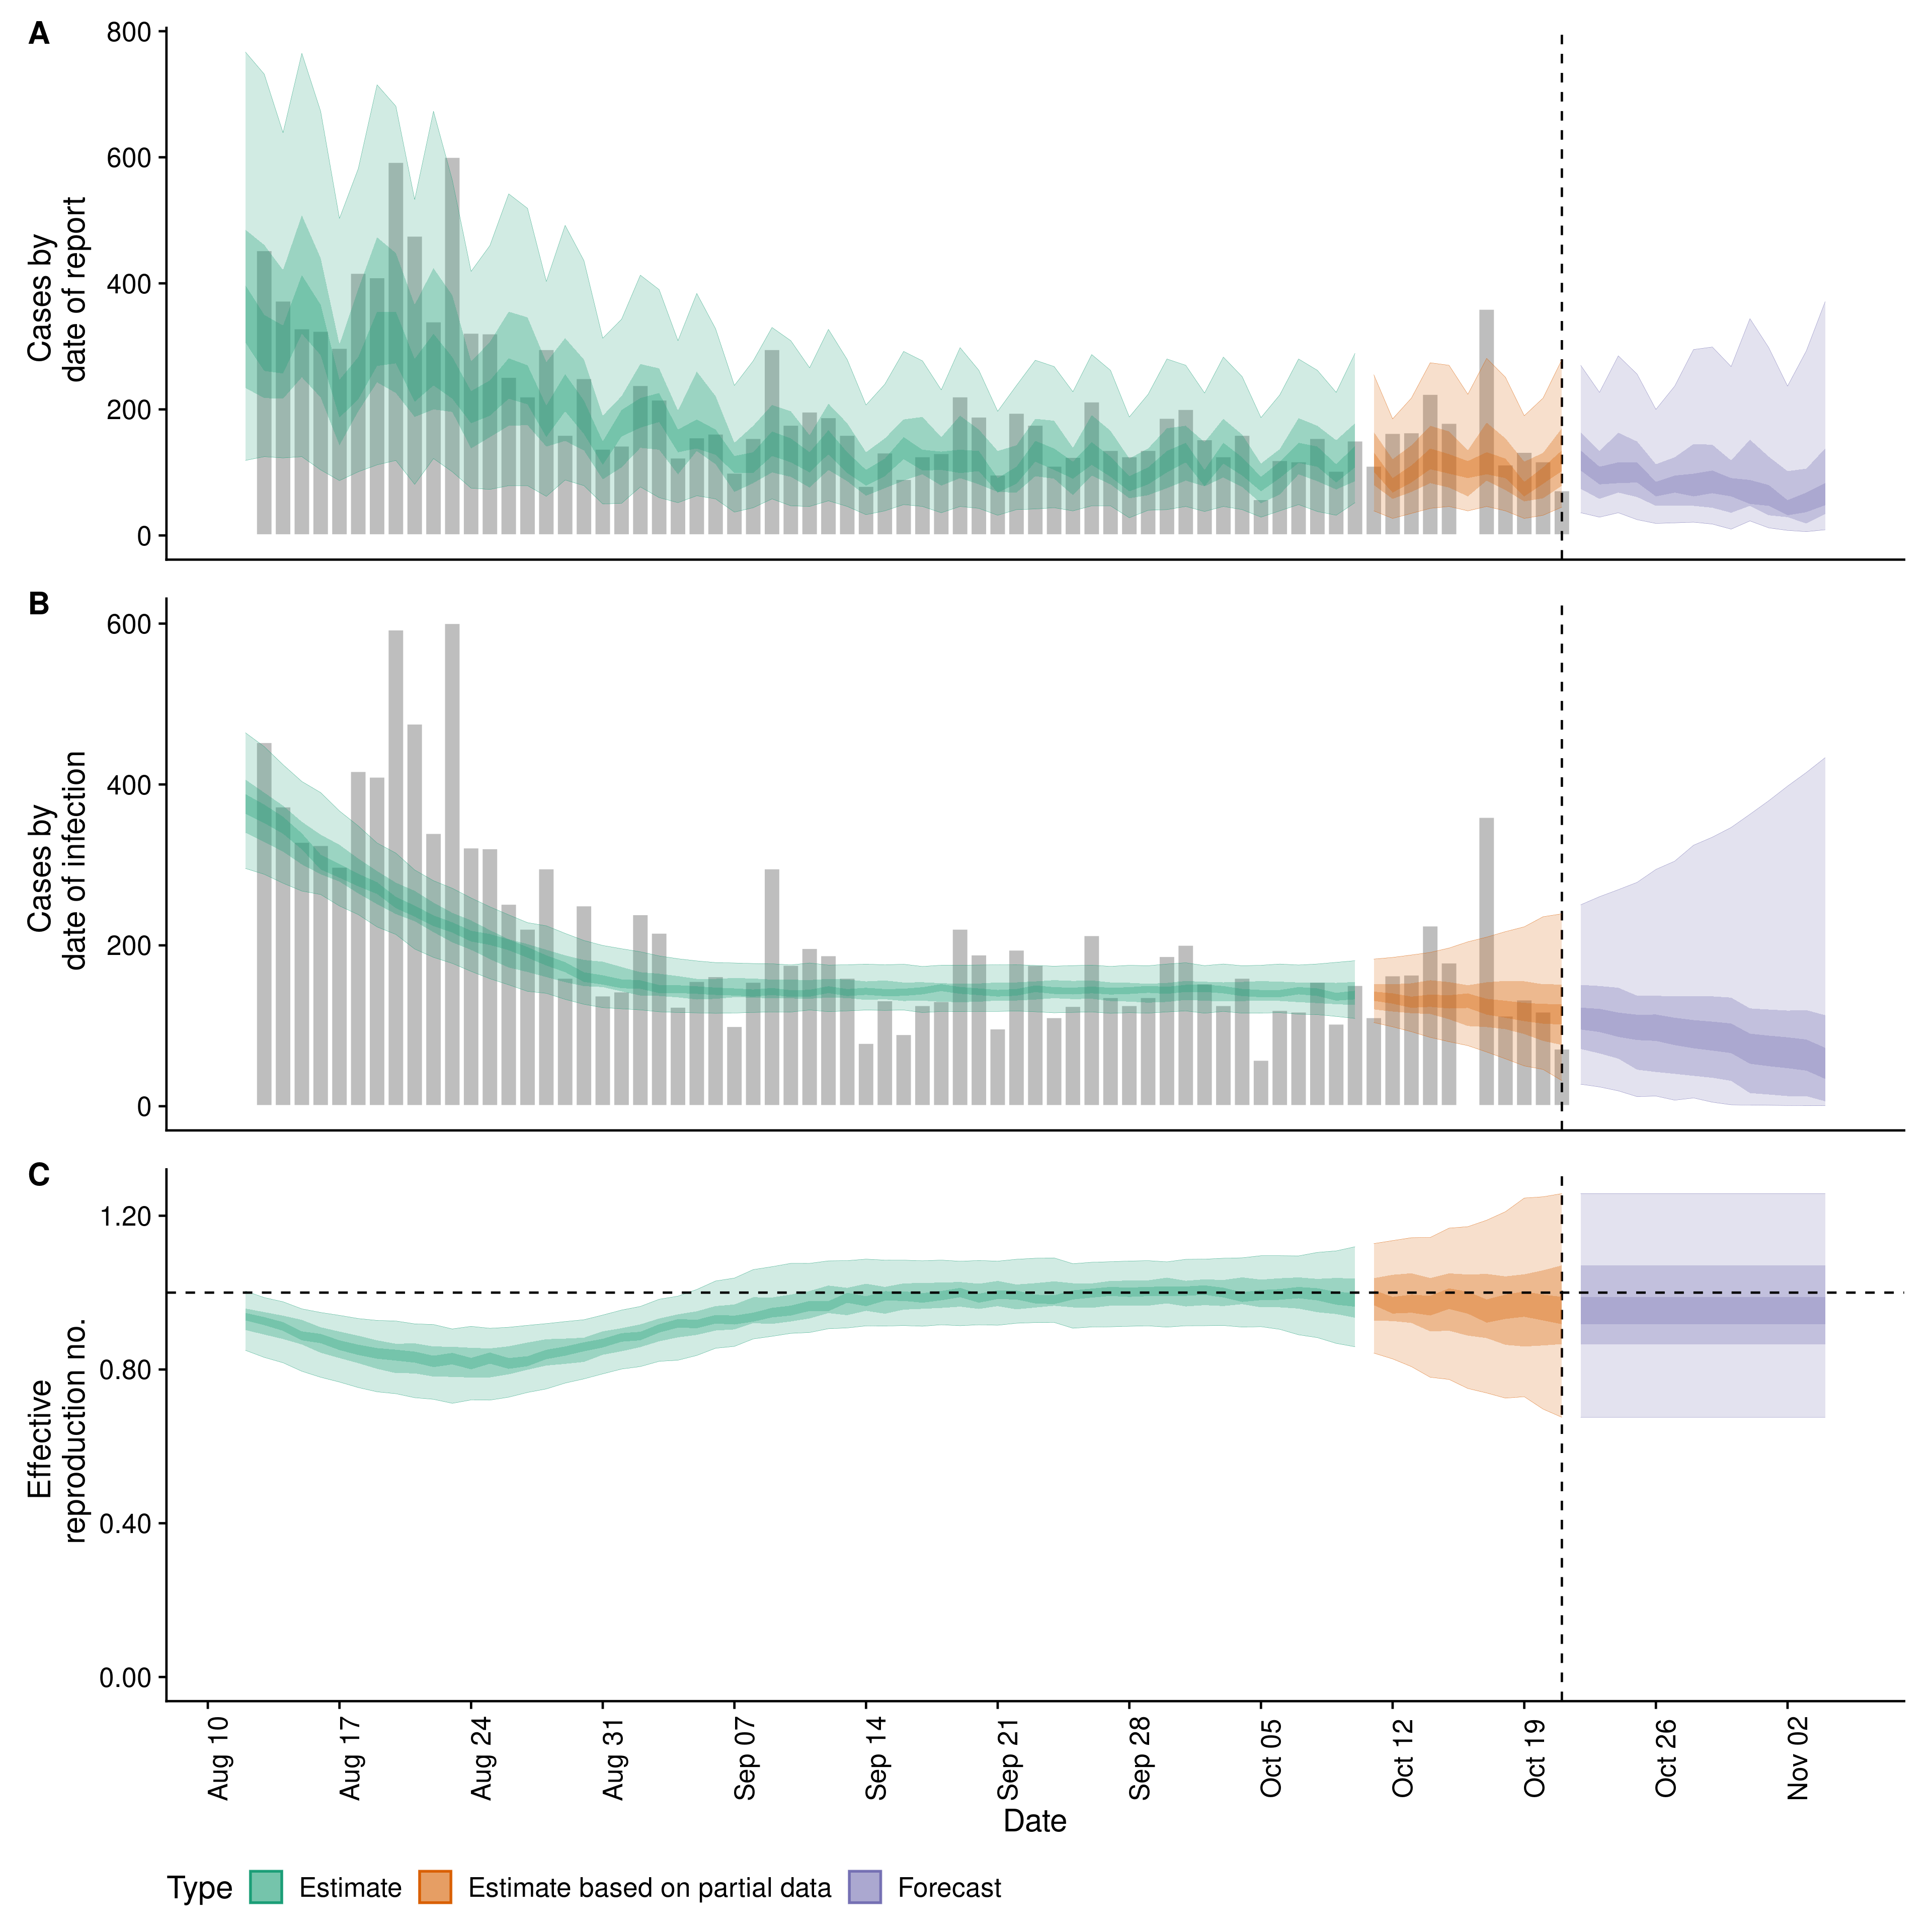 A
800
600
400
200
0
Cases by
date of report
B
600
400
200
0
Cases by
date of infection
C
1.20
0.80
0.40
0.00
Effective
reproduction no.
Aug 10
Aug 17
Aug 24
Aug 31
Sep 07
Sep 14
Sep 21
Sep 28
Oct 05
Oct 12
Oct 19
Oct 26
Nov 02
Date
Type Estimate Estimate based on partial data Forecast